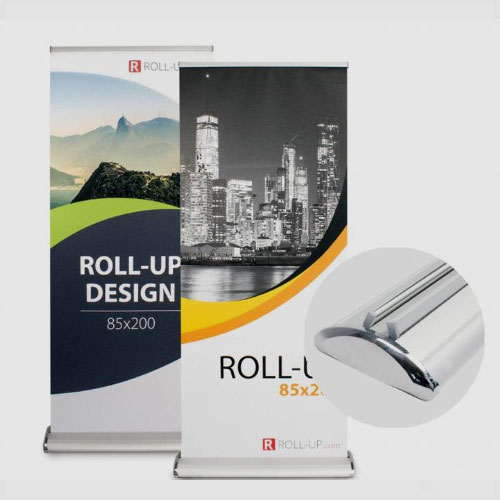 R ROLL-UP
ROLL-UP
DESIGN
85x200
ROLL-U
85x2
R ROLL-UP.com